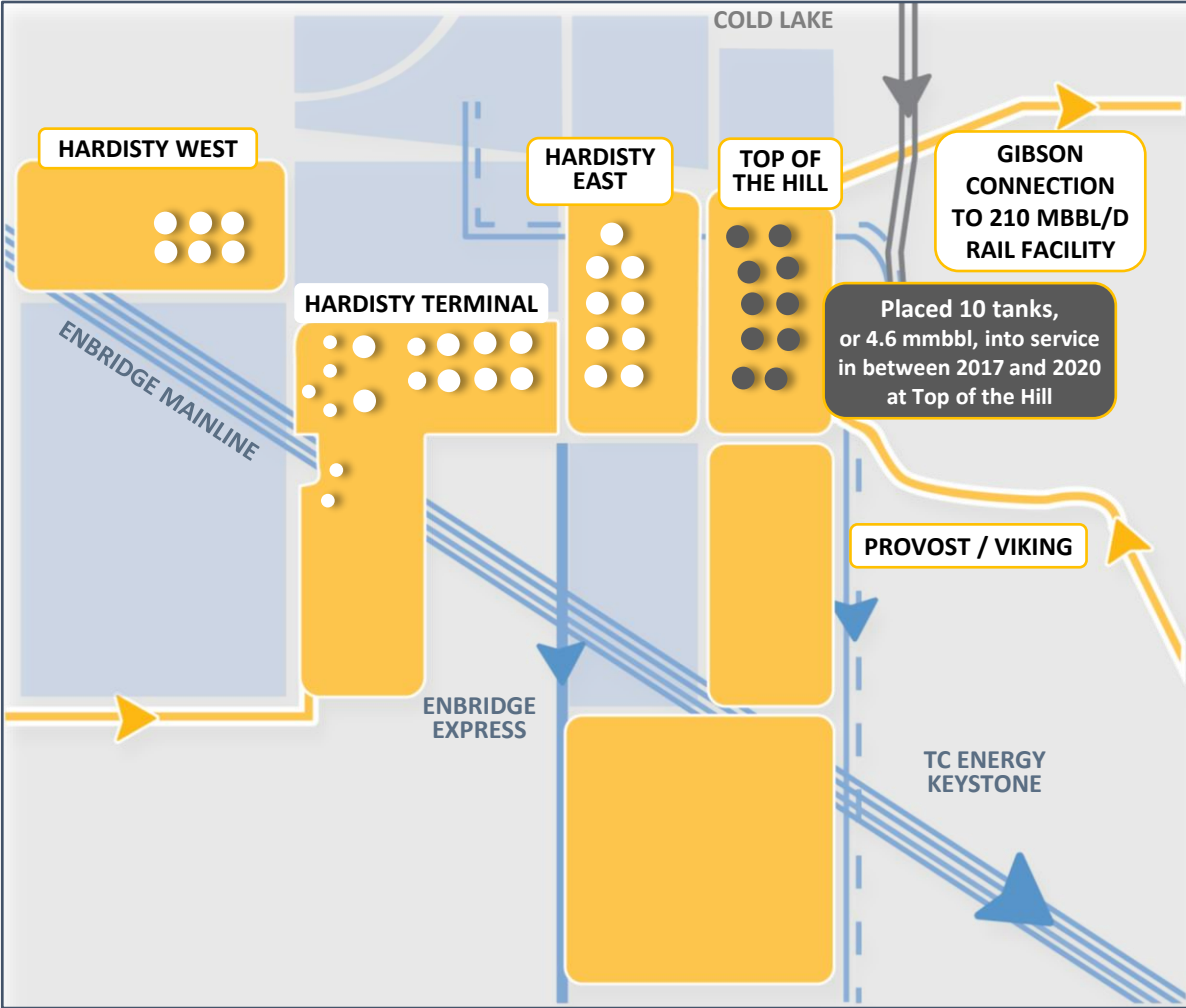 COLD LAKE
HARDISTY WEST
HARDISTY
EAST
TOP OF
THE HILL
GIBSON
CONNECTION
TO 210 MBBL/D
RAIL FACILITY
HARDISTY TERMINAL
Placed 10 tanks,
or 4.6 mmbbl, into service
in between 2017 and 2020
at Top of the Hill
ENBRIDGE MAINLINE
PROVOST / VIKING
ENBRIDGE
EXPRESS
TC ENERGY
KEYSTONE